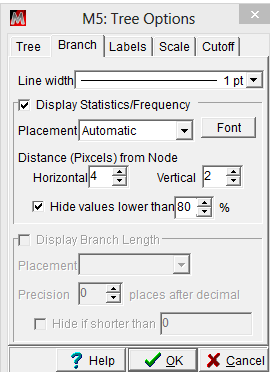 M5: Tree Options
Tree Branch Labels Scale Cutoff
Line width 1 pt
Display Statistics/Frequency
Placement Automatic Font
Distance (Pixcels) from Node
Horizontal 4 Vertical 2
Hide values lower than 80 %
Display Branch Length
Placement
Precision 0 places after decimal
Hide if shorter than 0
? Help OK Cancel